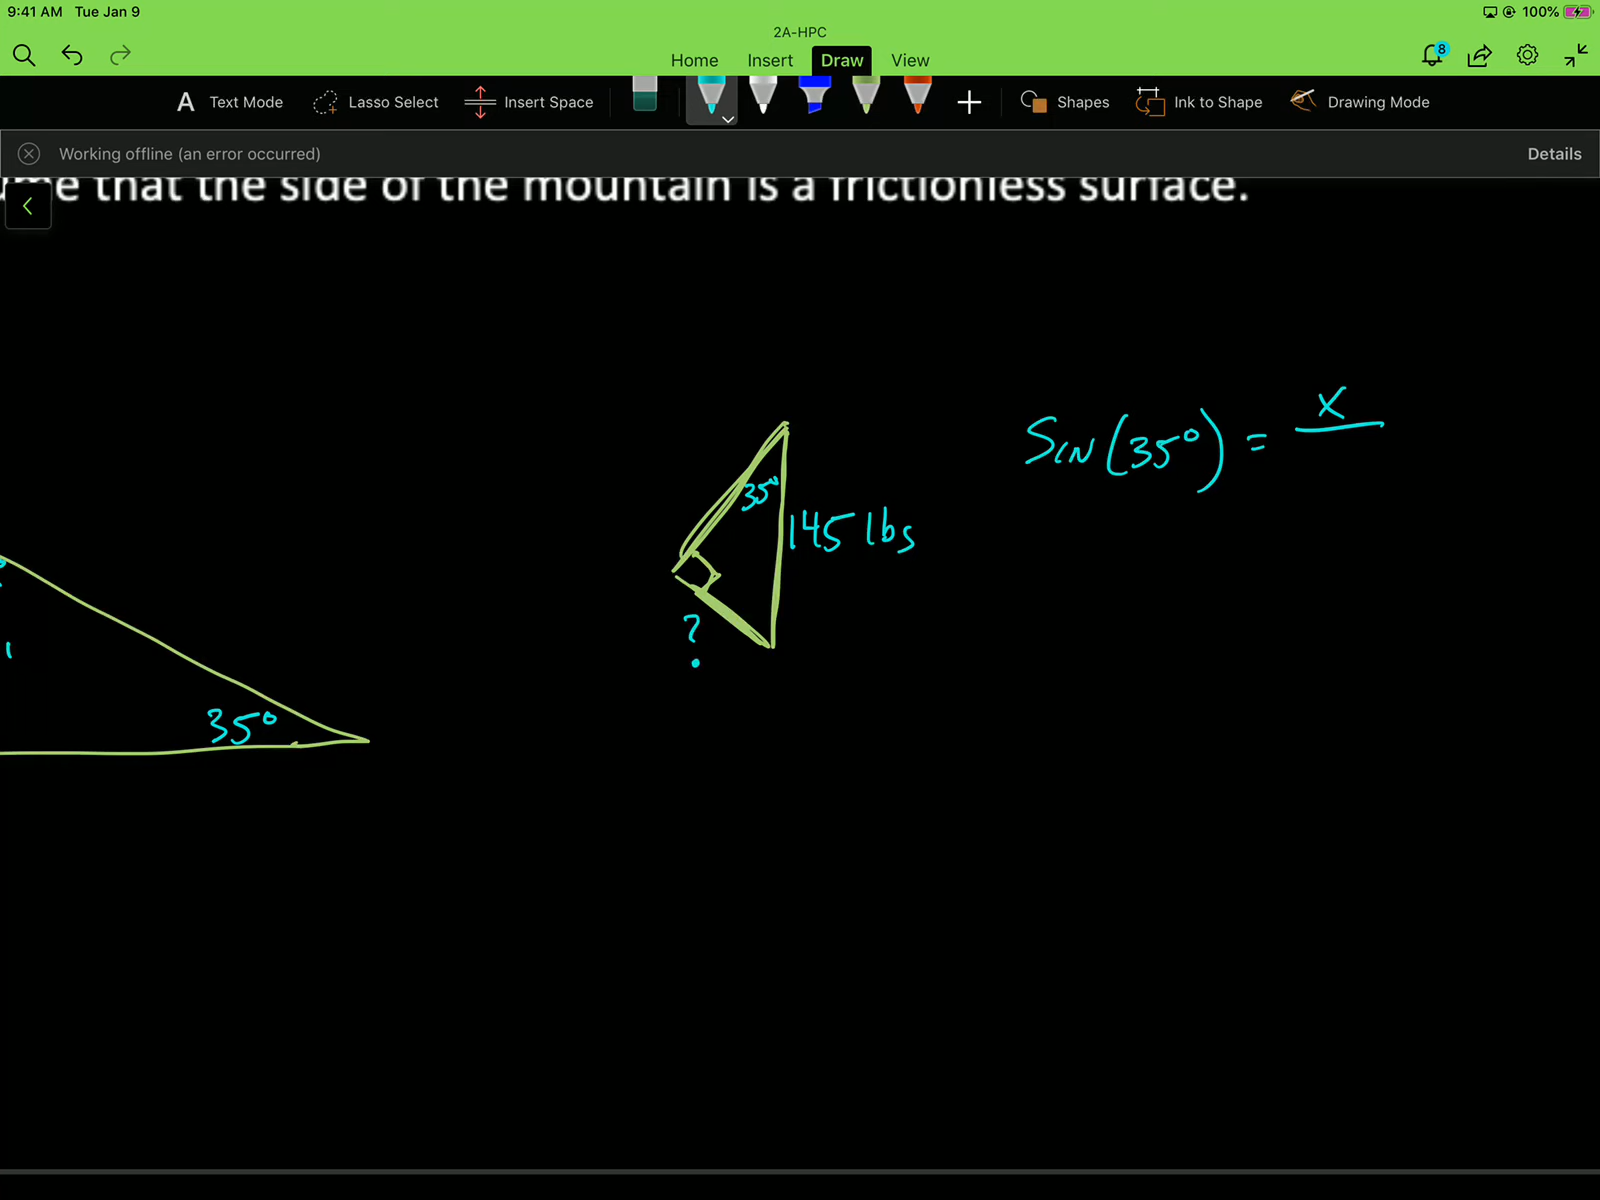 9:41 AM Tue Jan 9
100%
2A-HPC
Home Insert Draw View
8
Text Mode Lasso Select Insert Space Shapes Ink to Shape Drawing Mode
Working offline (an error occurred) Details
me that the side of the mountain is a frictionless surface.
Sin(35°) = x
35°
145 lbs
?
35°